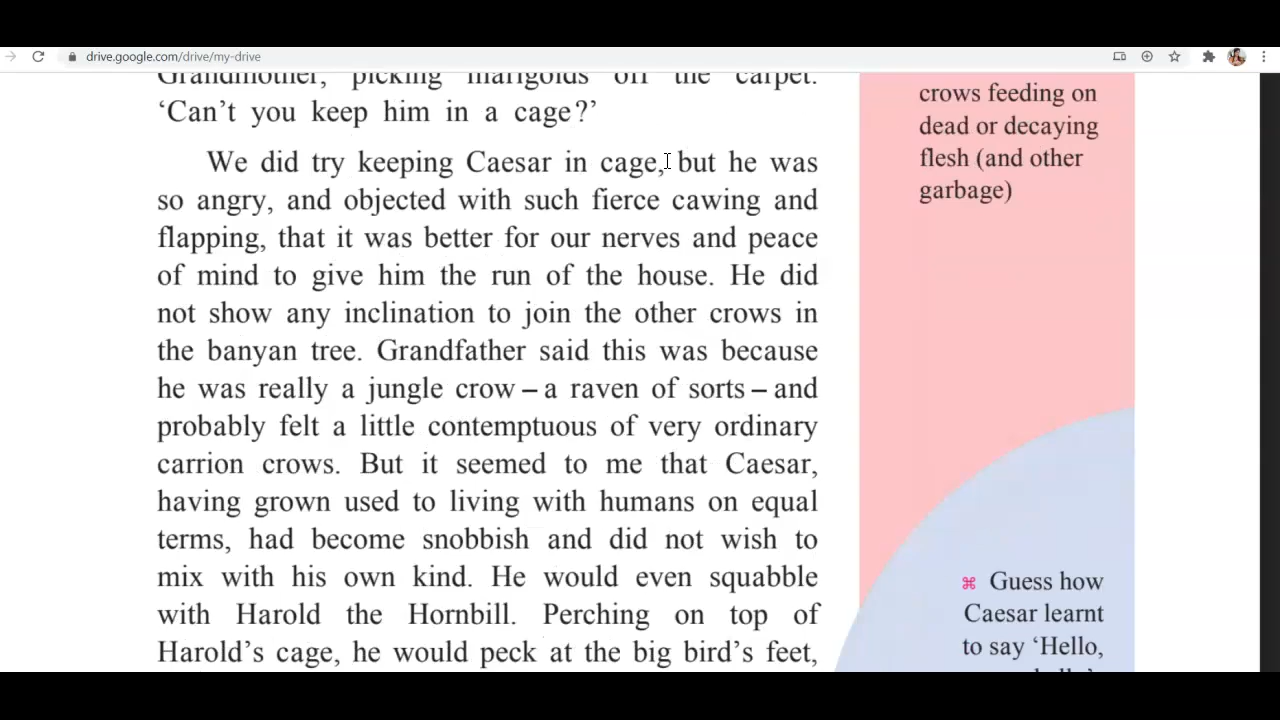 drive.google.com/drive/my-drive
Grandmother, picking marigolds off the carpet.
‘Can’t you keep him in a cage?’
We did try keeping Caesar in cage, but he was
so angry, and objected with such fierce cawing and
flapping, that it was better for our nerves and peace
of mind to give him the run of the house. He did
not show any inclination to join the other crows in
the banyan tree. Grandfather said this was because
he was really a jungle crow – a raven of sorts – and
probably felt a little contemptuous of very ordinary
carrion crows. But it seemed to me that Caesar,
having grown used to living with humans on equal
terms, had become snobbish and did not wish to
mix with his own kind. He would even squabble
with Harold the Hornbill. Perching on top of
Harold’s cage, he would peck at the big bird’s feet,
crows feeding on
dead or decaying
flesh (and other
garbage)
⌘ Guess how
Caesar learnt
to say ‘Hello,